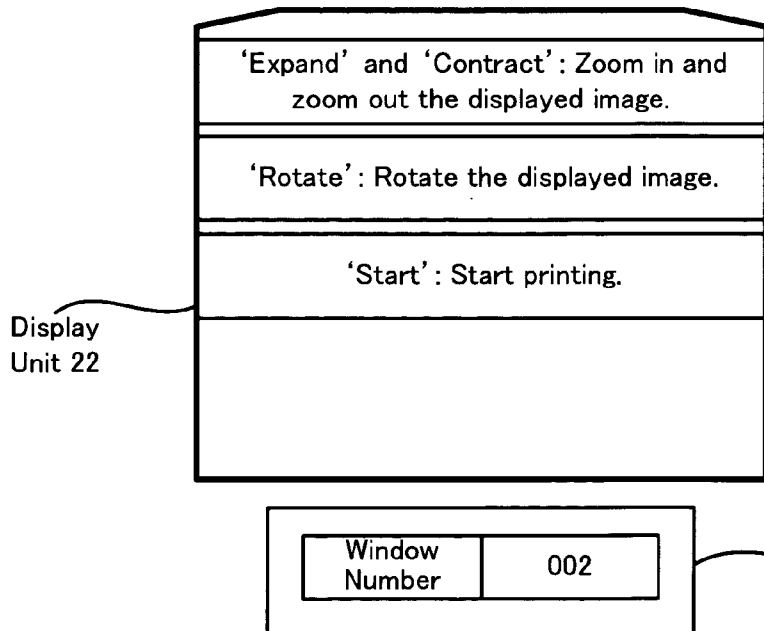 ‘Expand’ and ‘Contract’: Zoom in and
zoom out the displayed image.
‘Rotate’: Rotate the displayed image.
‘Start’: Start printing.
Display
Unit 22
Window
Number
002